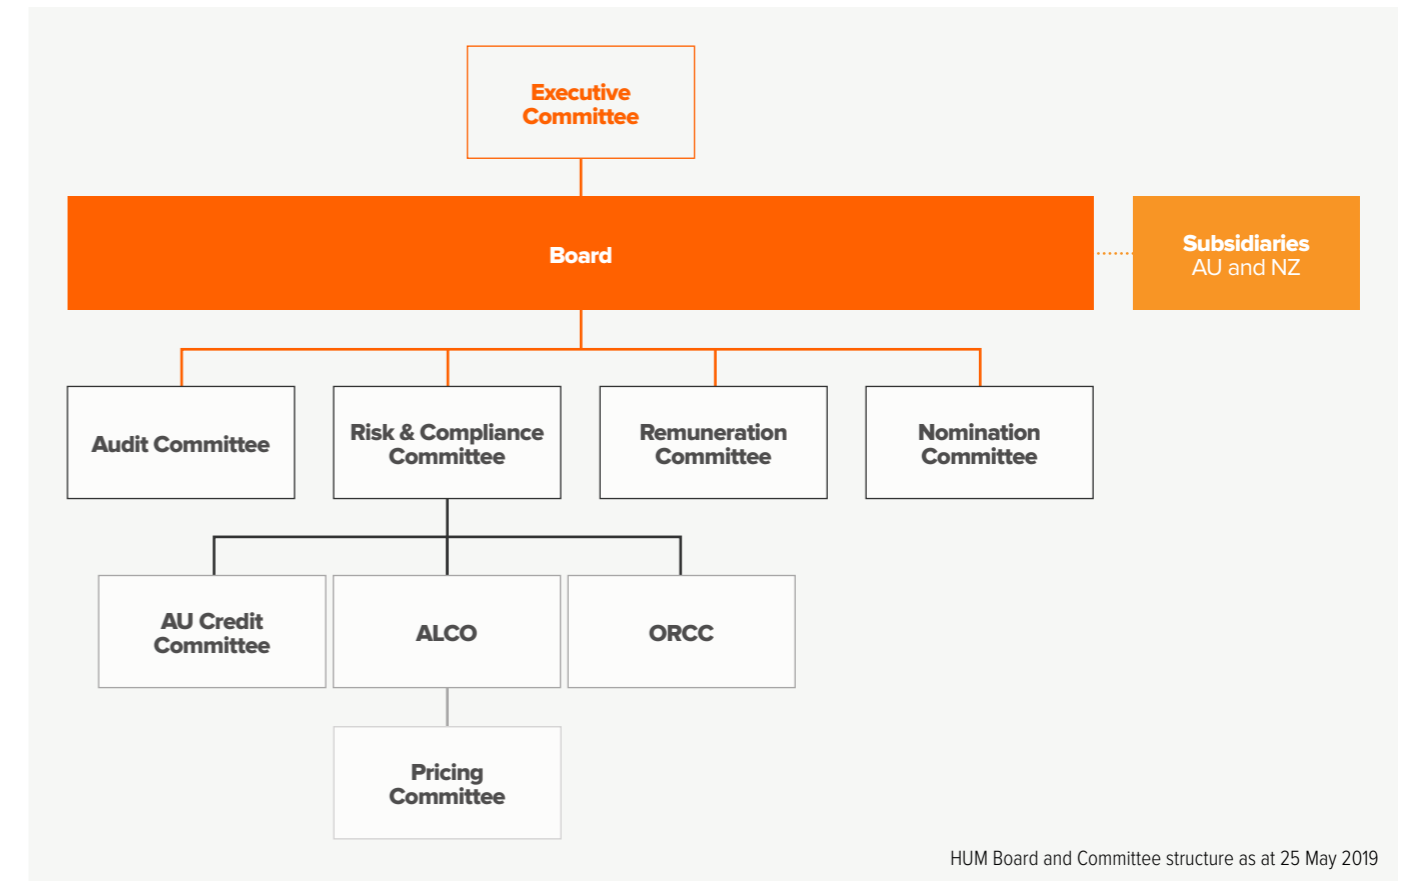 Executive
Committee
Board
Subsidiaries
AU and NZ
Audit Committee
Risk & Compliance
Committee
Remuneration
Committee
Nomination
Committee
AU Credit
Committee
ALCO
ORCC
Pricing
Committee
HUM Board and Committee structure as at 25 May 2019